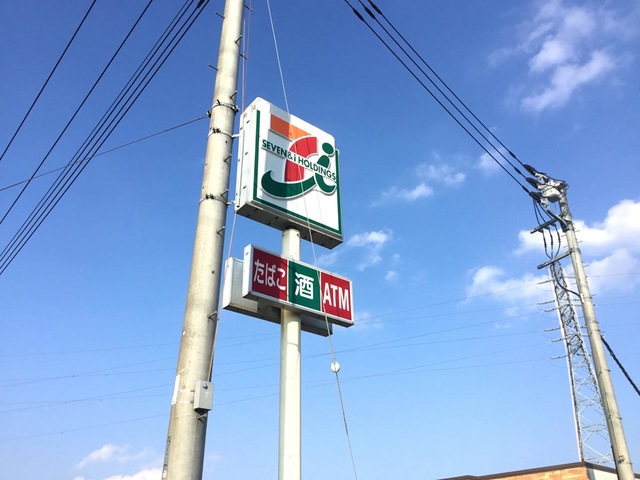 SEVEN & i HOLDINGS
たばこ 酒 ATM